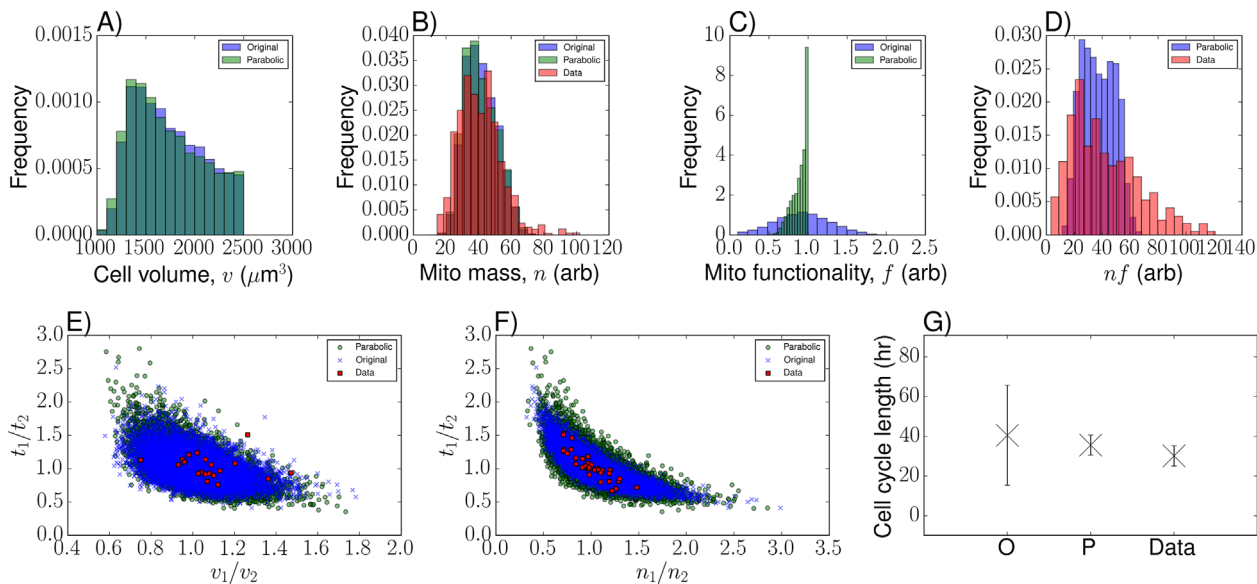 A)
Original
Parabolic
Frequency
0.0015
0.0010
0.0005
0.0000
1000 1500 2000 2500 3000
Cell volume, v (μm³)
B)
Original
Parabolic
Data
Frequency
0.040
0.035
0.030
0.025
0.020
0.015
0.010
0.005
0.000
0 20 40 60 80 100 120
Mito mass, n (arb)
C)
Original
Parabolic
Frequency
10
8
6
4
2
0
0.0 0.5 1.0 1.5 2.0 2.5
Mito functionality, f (arb)
D)
Parabolic
Data
Frequency
0.030
0.025
0.020
0.015
0.010
0.005
0.000
0 20 40 60 80 100 120 140
nf (arb)
E)
Parabolic
Original
Data
t₁/t₂
3.0
2.5
2.0
1.5
1.0
0.5
0.0
0.4 0.6 0.8 1.0 1.2 1.4 1.6 1.8 2.0
v₁/v₂
F)
Parabolic
Original
Data
t₁/t₂
3.0
2.5
2.0
1.5
1.0
0.5
0.0
0.0 0.5 1.0 1.5 2.0 2.5 3.0 3.5
n₁/n₂
G)
Cell cycle length (hr)
80
60
40
20
0
O P Data